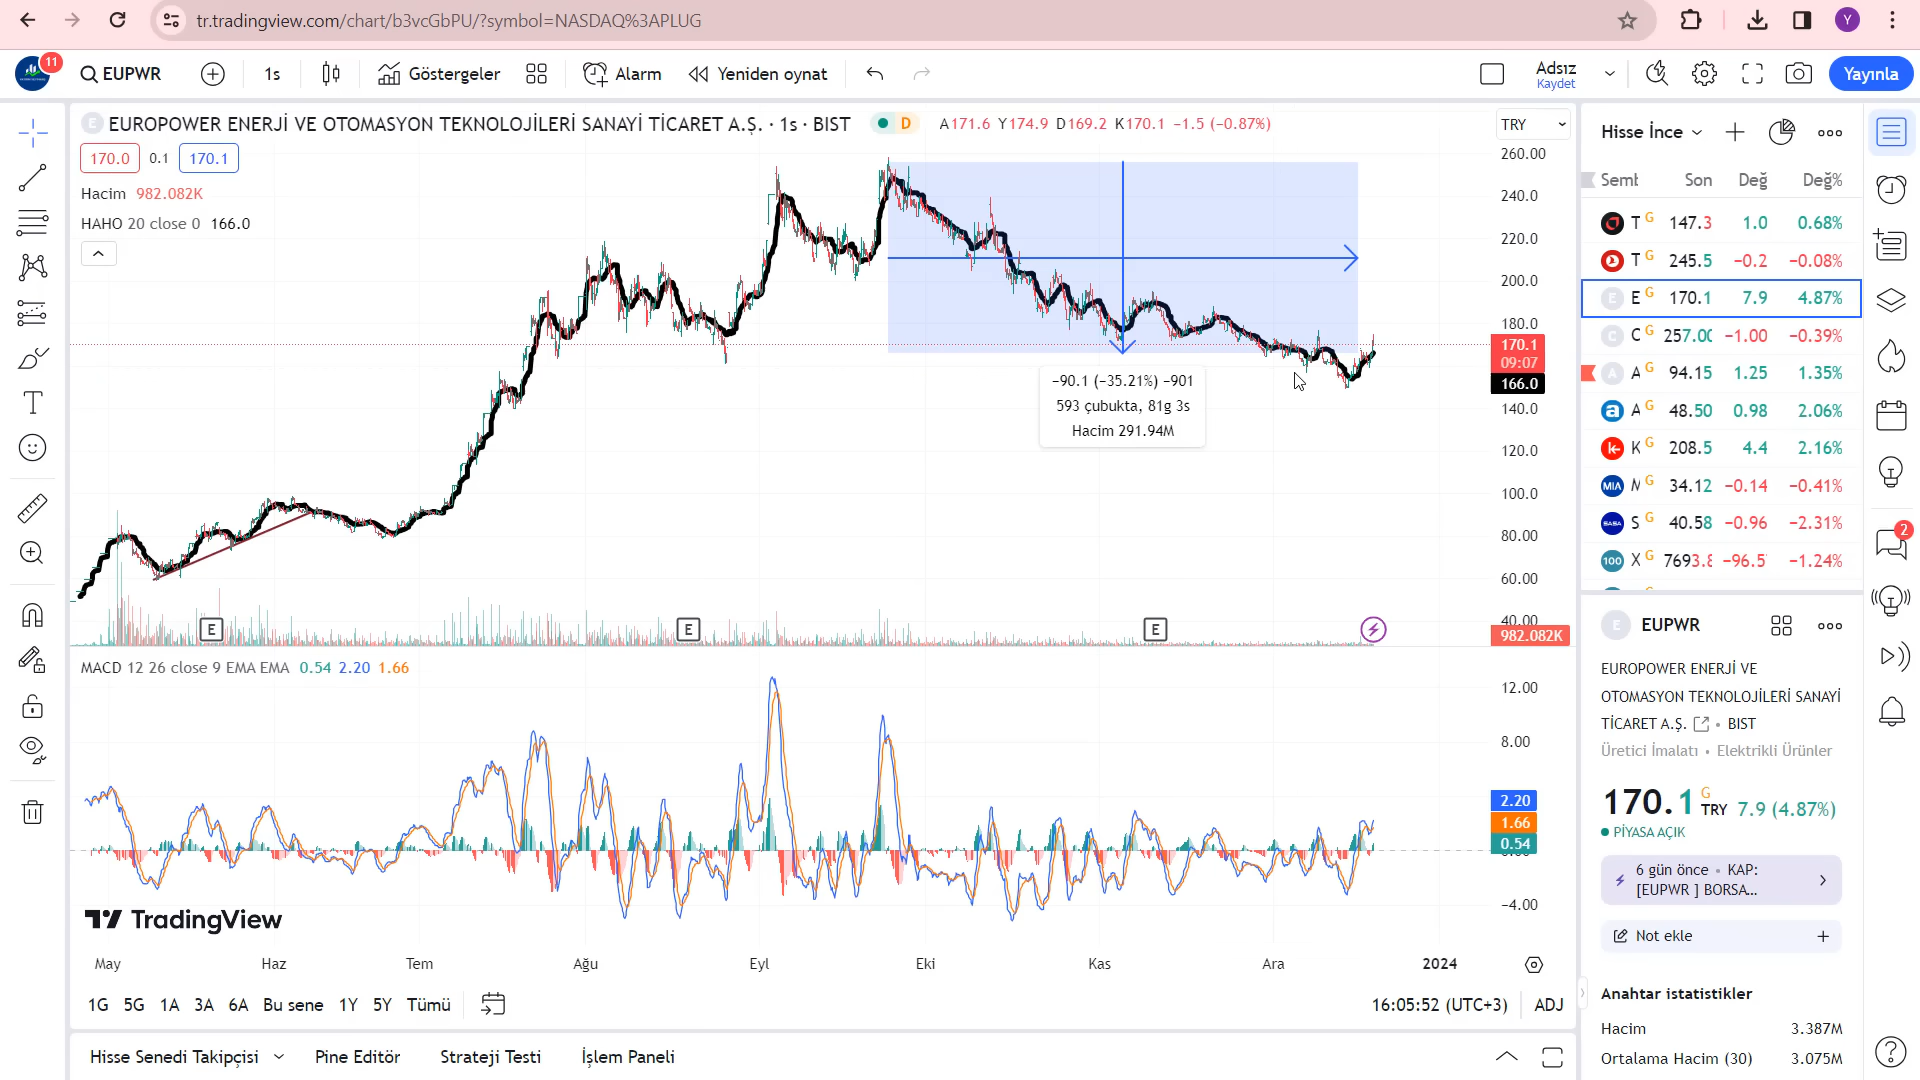 tr.tradingview.com/chart/b3vcGbPU/?symbol=NASDAQ%3APLUG
Y
11
EUPWR
1s
Göstergeler
Alarm
Yeniden oynat
Adsız
Kaydet
Yayınla
E EUROPOWER ENERJİ VE OTOMASYON TEKNOLOJİLERİ SANAYİ TİCARET A.Ş. · 1s · BIST
D
A171.6 Y174.9 D169.2 K170.1 −1.5 (−0.87%)
TRY
170.0 0.1 170.1
Hacim 982.082K
HAHO 20 close 0 166.0
260.00
240.0
220.0
200.0
180.0
170.1
09:07
166.0
140.0
120.0
100.0
80.00
60.00
40.00
982.082K
−90.1 (−35.21%) −901
593 çubukta, 81g 3s
Hacim 291.94M
E E E
MACD 12 26 close 9 EMA EMA 0.54 2.20 1.66
12.00
8.00
2.20
1.66
0.54
−4.00
TradingView
May Haz Tem Ağu Eyl Eki Kas Ara 2024
1G 5G 1A 3A 6A Bu sene 1Y 5Y Tümü
16:05:52 (UTC+3) ADJ
Hisse Senedi Takipçisi Pine Editör Strateji Testi İşlem Paneli
Hisse İnce
Semt Son Değ Değ%
T G 147.3 1.0 0.68%
T G 245.5 −0.2 −0.08%
E E G 170.1 7.9 4.87%
C C G 257.00 −1.00 −0.39%
A A G 94.15 1.25 1.35%
a A G 48.50 0.98 2.06%
K G 208.5 4.4 2.16%
MIA M G 34.12 −0.14 −0.41%
SASA S G 40.58 −0.96 −2.31%
100 X G 7693.8 −96.5 −1.24%
E EUPWR
EUROPOWER ENERJİ VE
OTOMASYON TEKNOLOJİLERİ SANAYİ
TİCARET A.Ş. • BIST
Üretici İmalatı • Elektrikli Ürünler
170.1 G TRY 7.9 (4.87%)
PİYASA AÇIK
6 gün önce • KAP:
[EUPWR ] BORSA...
Not ekle
Anahtar istatistikler
Hacim 3.387M
Ortalama Hacim (30) 3.075M
2